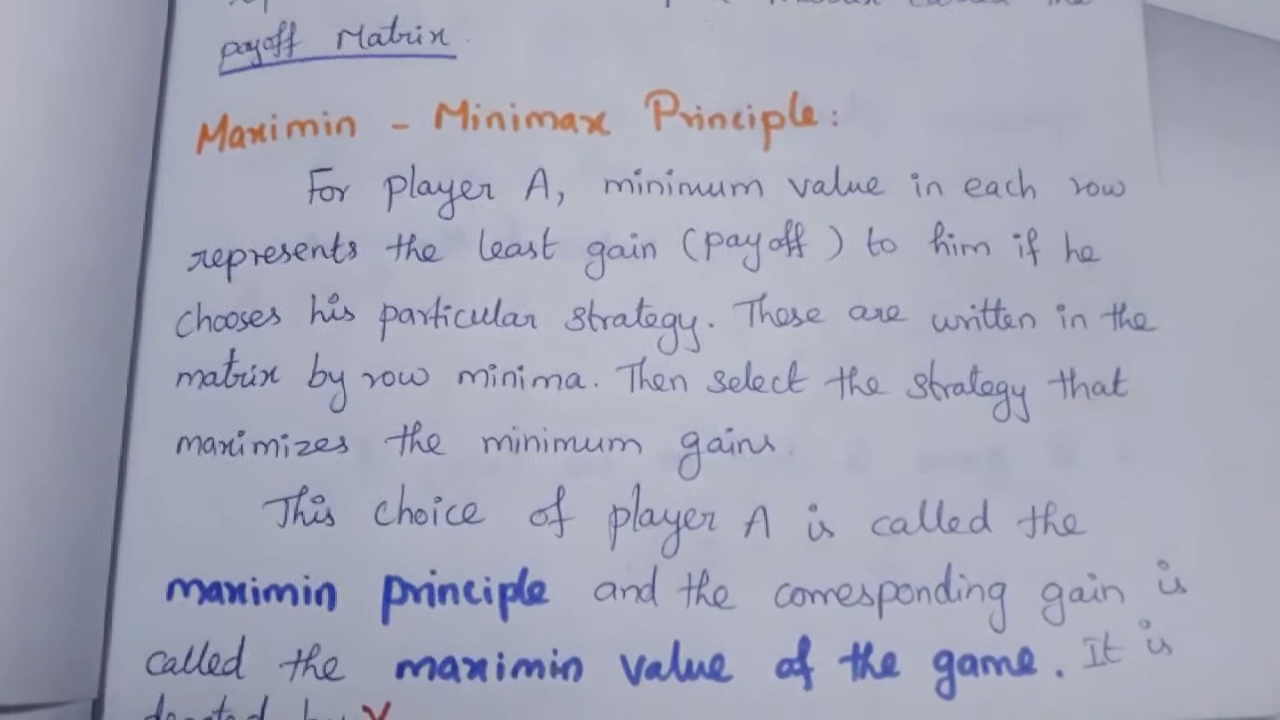 the
payoff Matrix.
Maximin - Minimax Principle:
For player A, minimum value in each row
represents the least gain (payoff) to him if he
chooses his particular strategy. These are written in the
matrix by row minima. Then select the strategy that
maximizes the minimum gains.
This choice of player A is called the
maximin principle and the corresponding gain is
called the maximin value of the game. It is
denoted by